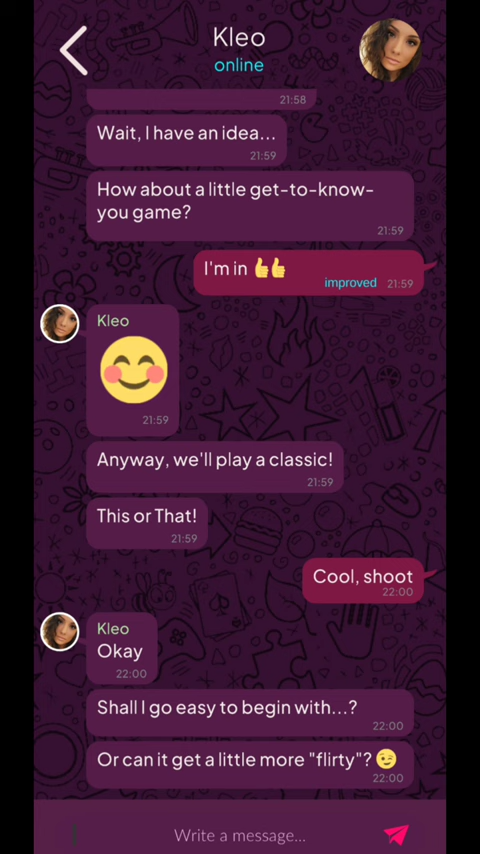 Kleo
online
21:58
Wait, I have an idea...
21:59
How about a little get-to-know-
you game?
21:59
I'm in 👍👍
improved 21:59
Kleo
😊
21:59
Anyway, we'll play a classic!
21:59
This or That!
21:59
Cool, shoot
22:00
Kleo
Okay
22:00
Shall I go easy to begin with...?
22:00
Or can it get a little more "flirty"? 😉
22:00
Write a message...